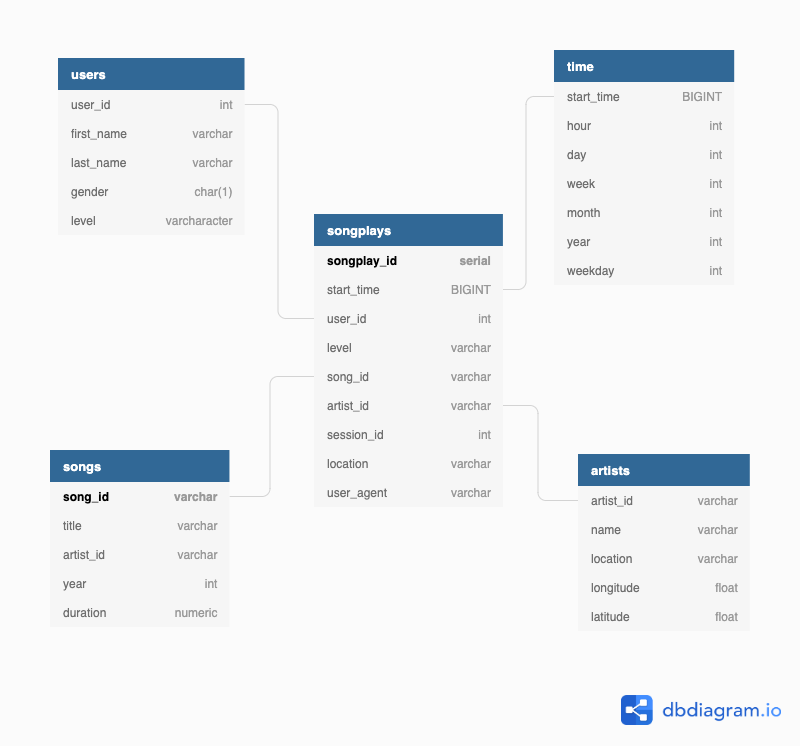 users
user_id int
first_name varchar
last_name varchar
gender char(1)
level varcharacter
time
start_time BIGINT
hour int
day int
week int
month int
year int
weekday int
songplays
songplay_id serial
start_time BIGINT
user_id int
level varchar
song_id varchar
artist_id varchar
session_id int
location varchar
user_agent varchar
songs
song_id varchar
title varchar
artist_id varchar
year int
duration numeric
artists
artist_id varchar
name varchar
location varchar
longitude float
latitude float
dbdiagram.io